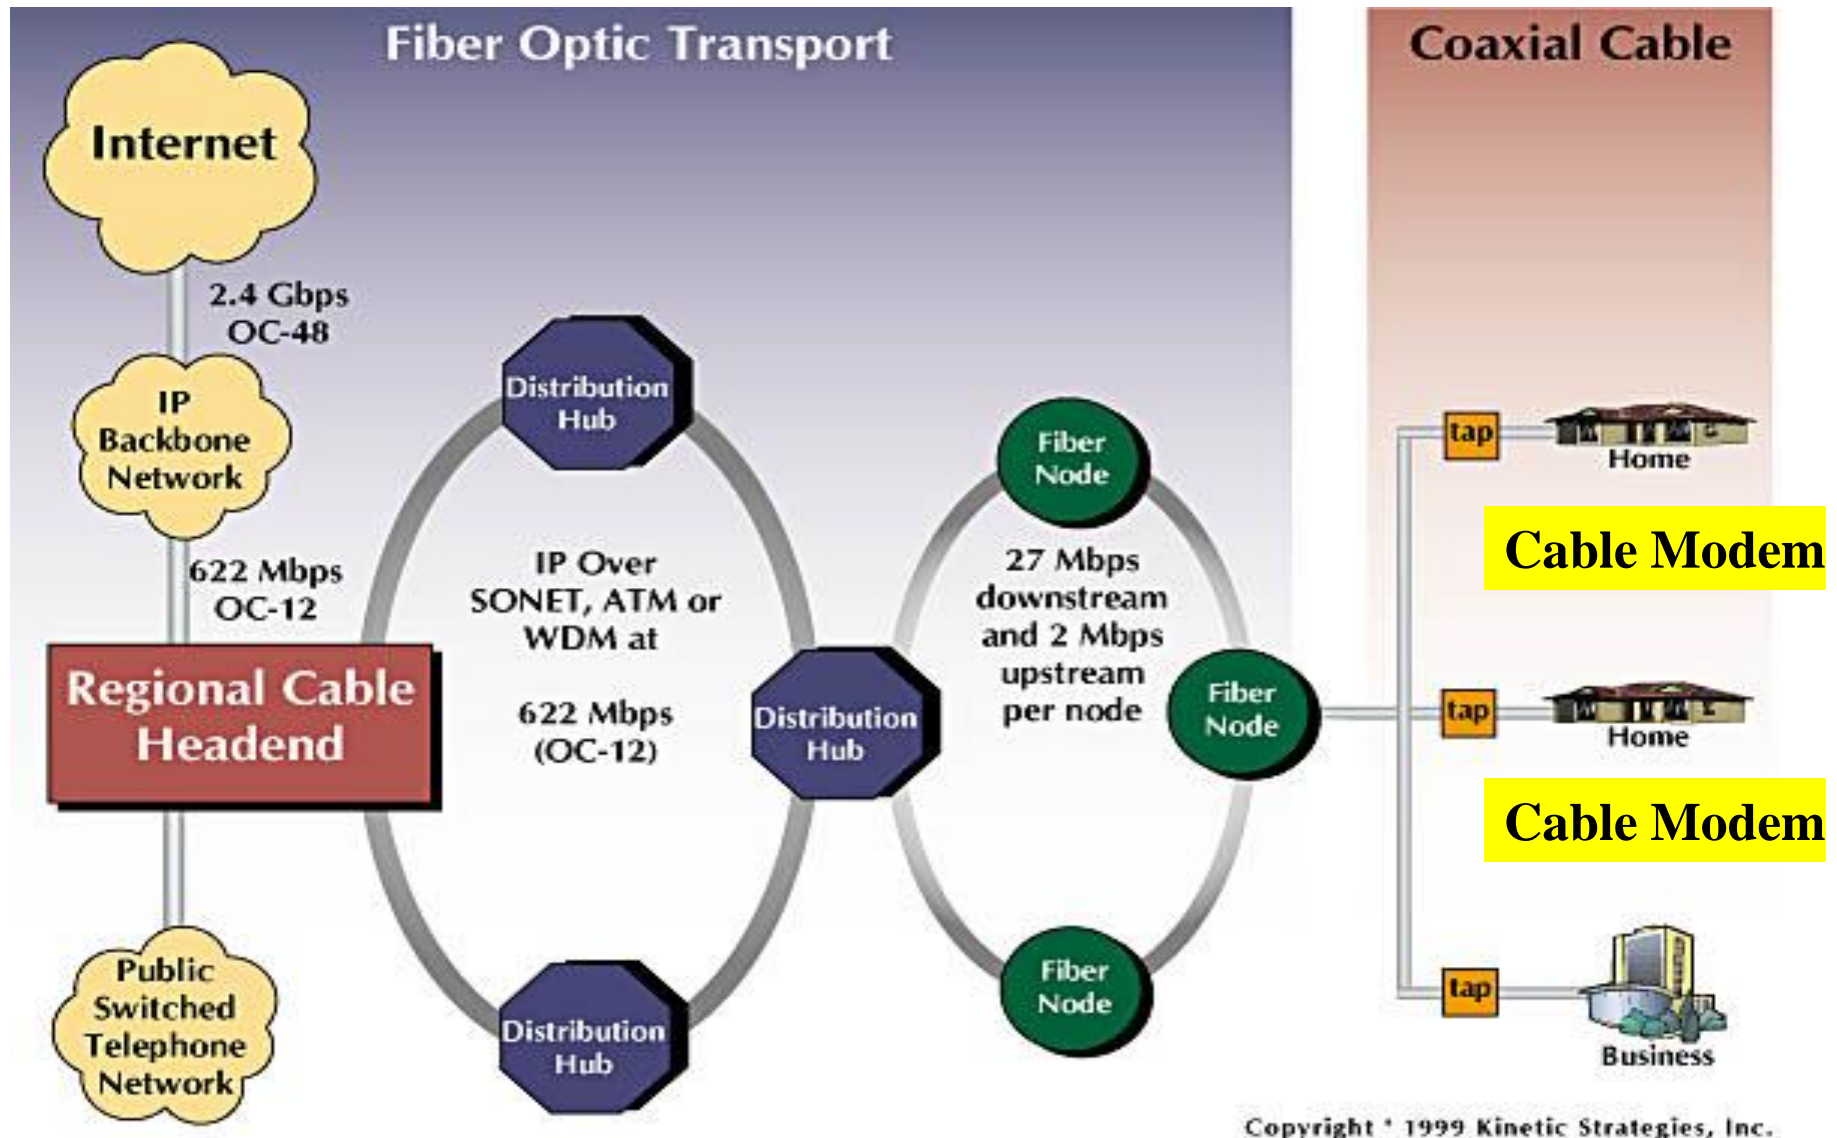 Fiber Optic Transport
Coaxial Cable
Internet
2.4 Gbps
OC-48
IP
Backbone
Network
622 Mbps
OC-12
Regional Cable
Headend
Public
Switched
Telephone
Network
Distribution
Hub
IP Over
SONET, ATM or
WDM at
622 Mbps
(OC-12)
Distribution
Hub
Distribution
Hub
Fiber
Node
27 Mbps
downstream
and 2 Mbps
upstream
per node
Fiber
Node
Fiber
Node
tap
Home
Cable Modem
tap
Home
Cable Modem
tap
Business
Copyright * 1999 Kinetic Strategies, Inc.